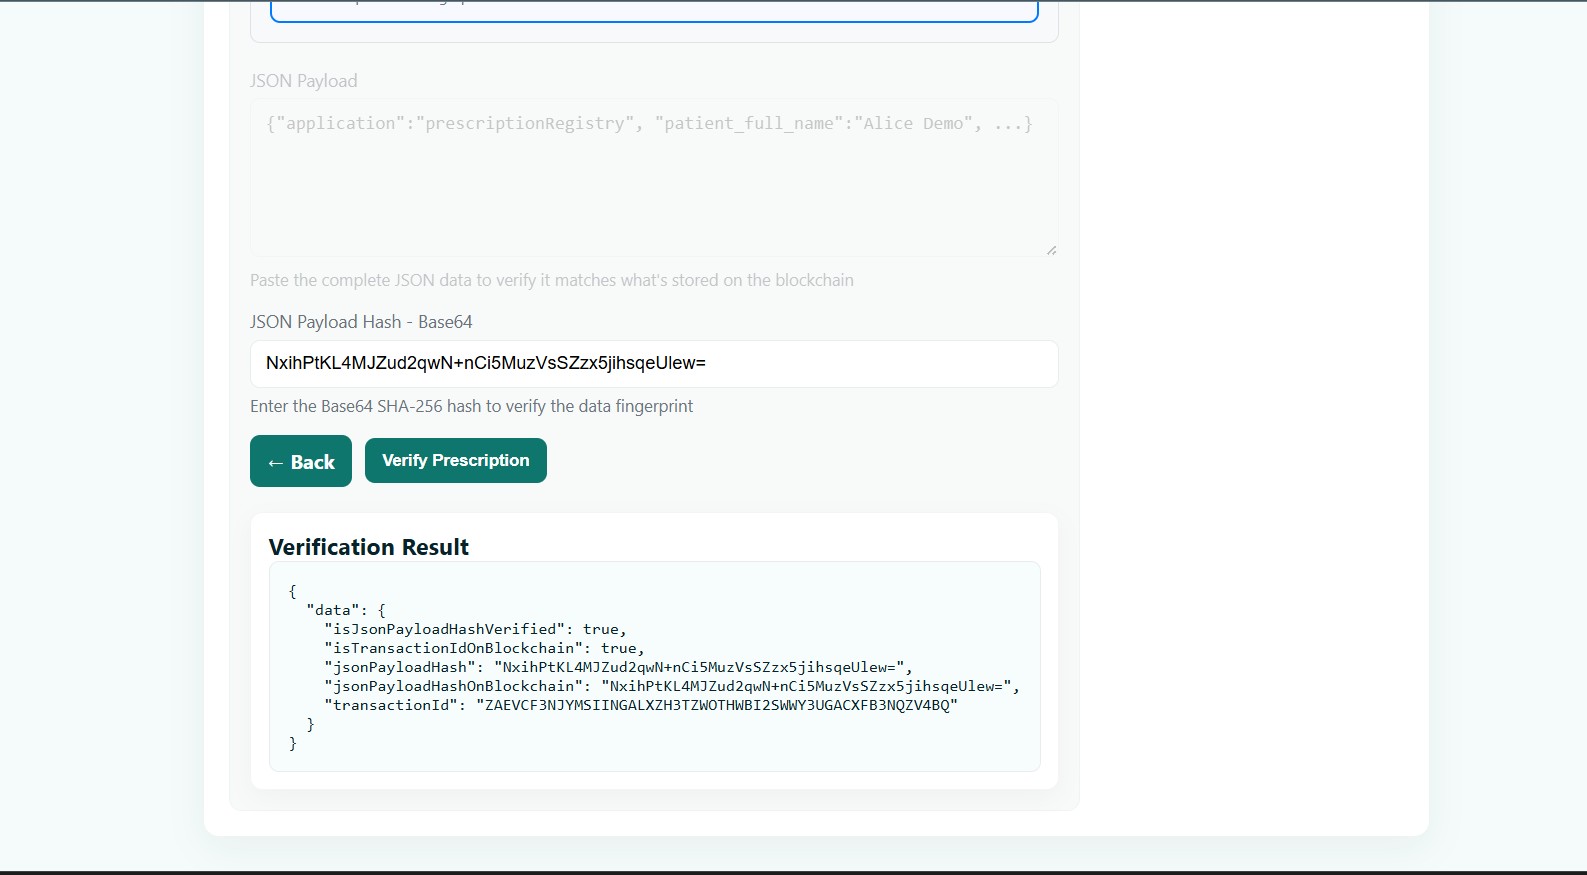 JSON Payload
{"application":"prescriptionRegistry", "patient_full_name":"Alice Demo", ...}
Paste the complete JSON data to verify it matches what's stored on the blockchain
JSON Payload Hash - Base64
NxihPtKL4MJZud2qwN+nCi5MuzVsSZzx5jihsqeUlew=
Enter the Base64 SHA-256 hash to verify the data fingerprint
← Back
Verify Prescription
Verification Result
{
"data": {
"isJsonPayloadHashVerified": true,
"isTransactionIdOnBlockchain": true,
"jsonPayloadHash": "NxihPtKL4MJZud2qwN+nCi5MuzVsSZzx5jihsqeUlew=",
"jsonPayloadHashOnBlockchain": "NxihPtKL4MJZud2qwN+nCi5MuzVsSZzx5jihsqeUlew=",
"transactionId": "ZAEVCF3NJYMSIINGALXZH3TZWOTHWBI2SWWY3UGACXFB3NQZV4BQ"
}
}